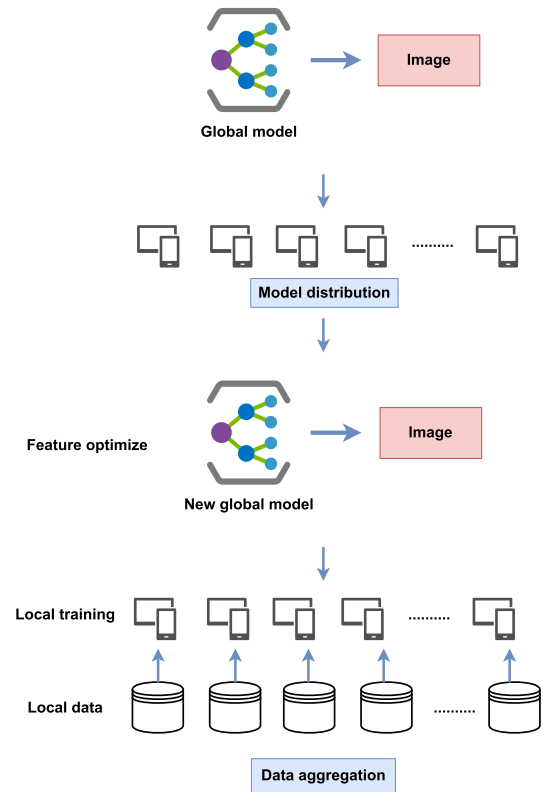 Image
Global model
..........
Model distribution
Feature optimize
Image
New global model
Local training
..........
Local data
..........
Data aggregation